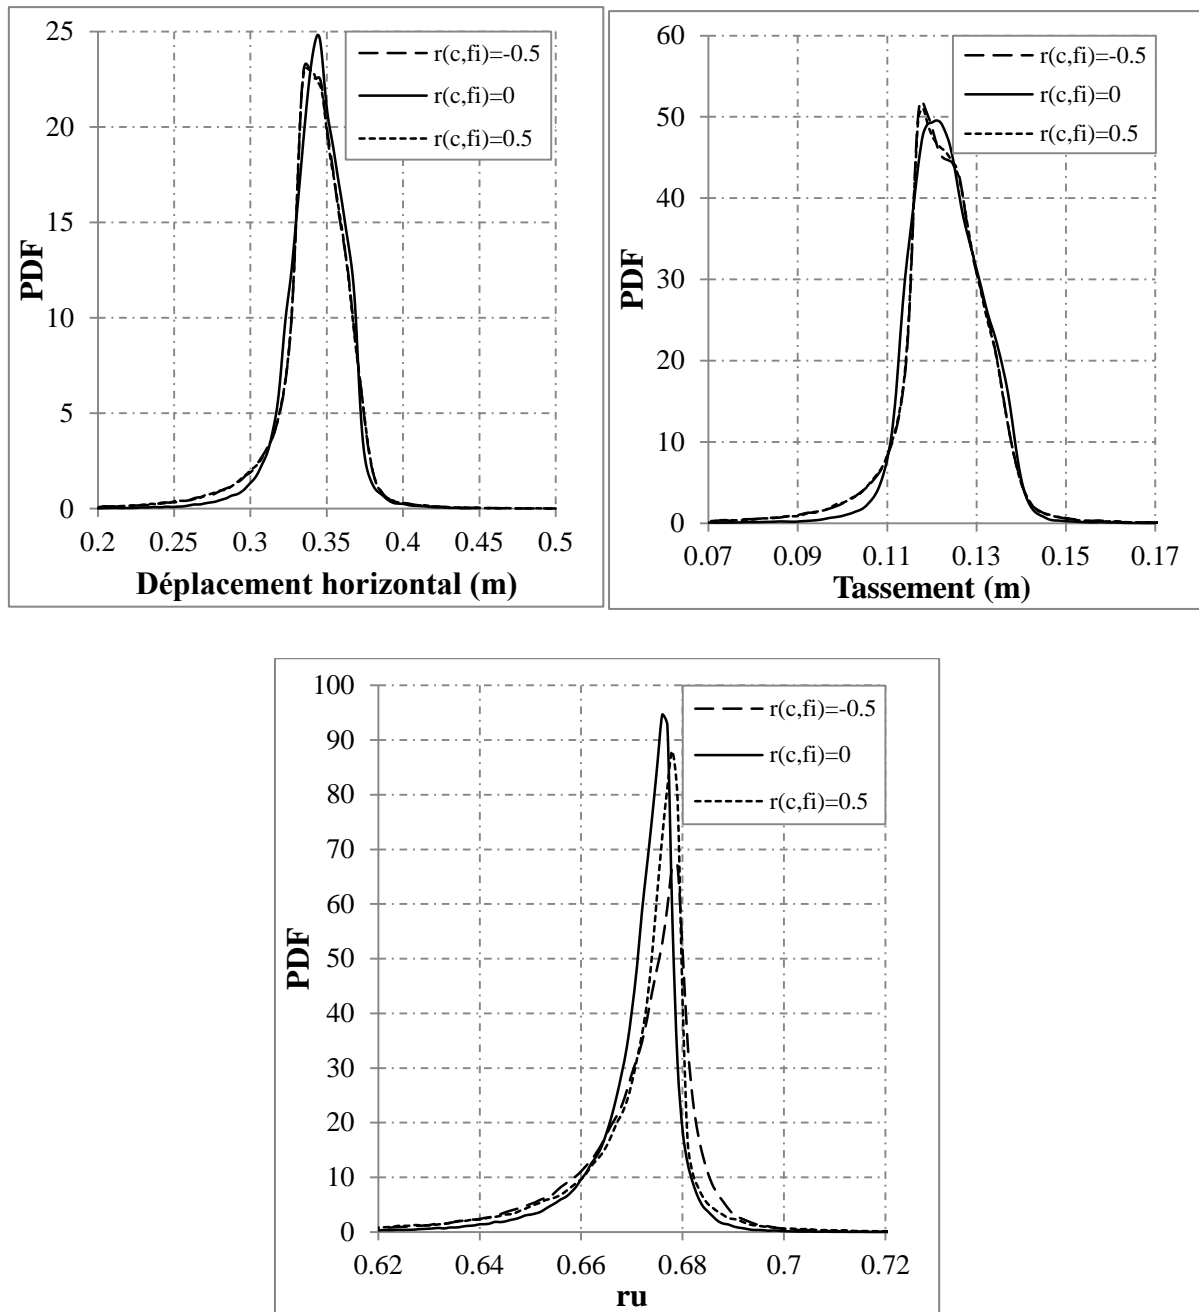 25
20
15
10
5
0
PDF
r(c,fi)=-0.5
r(c,fi)=0
r(c,fi)=0.5
0.2 0.25 0.3 0.35 0.4 0.45 0.5
Déplacement horizontal (m)
60
50
40
30
20
10
0
PDF
r(c,fi)=-0.5
r(c,fi)=0
r(c,fi)=0.5
0.07 0.09 0.11 0.13 0.15 0.17
Tassement (m)
100
90
80
70
60
50
40
30
20
10
0
PDF
r(c,fi)=-0.5
r(c,fi)=0
r(c,fi)=0.5
0.62 0.64 0.66 0.68 0.7 0.72
ru